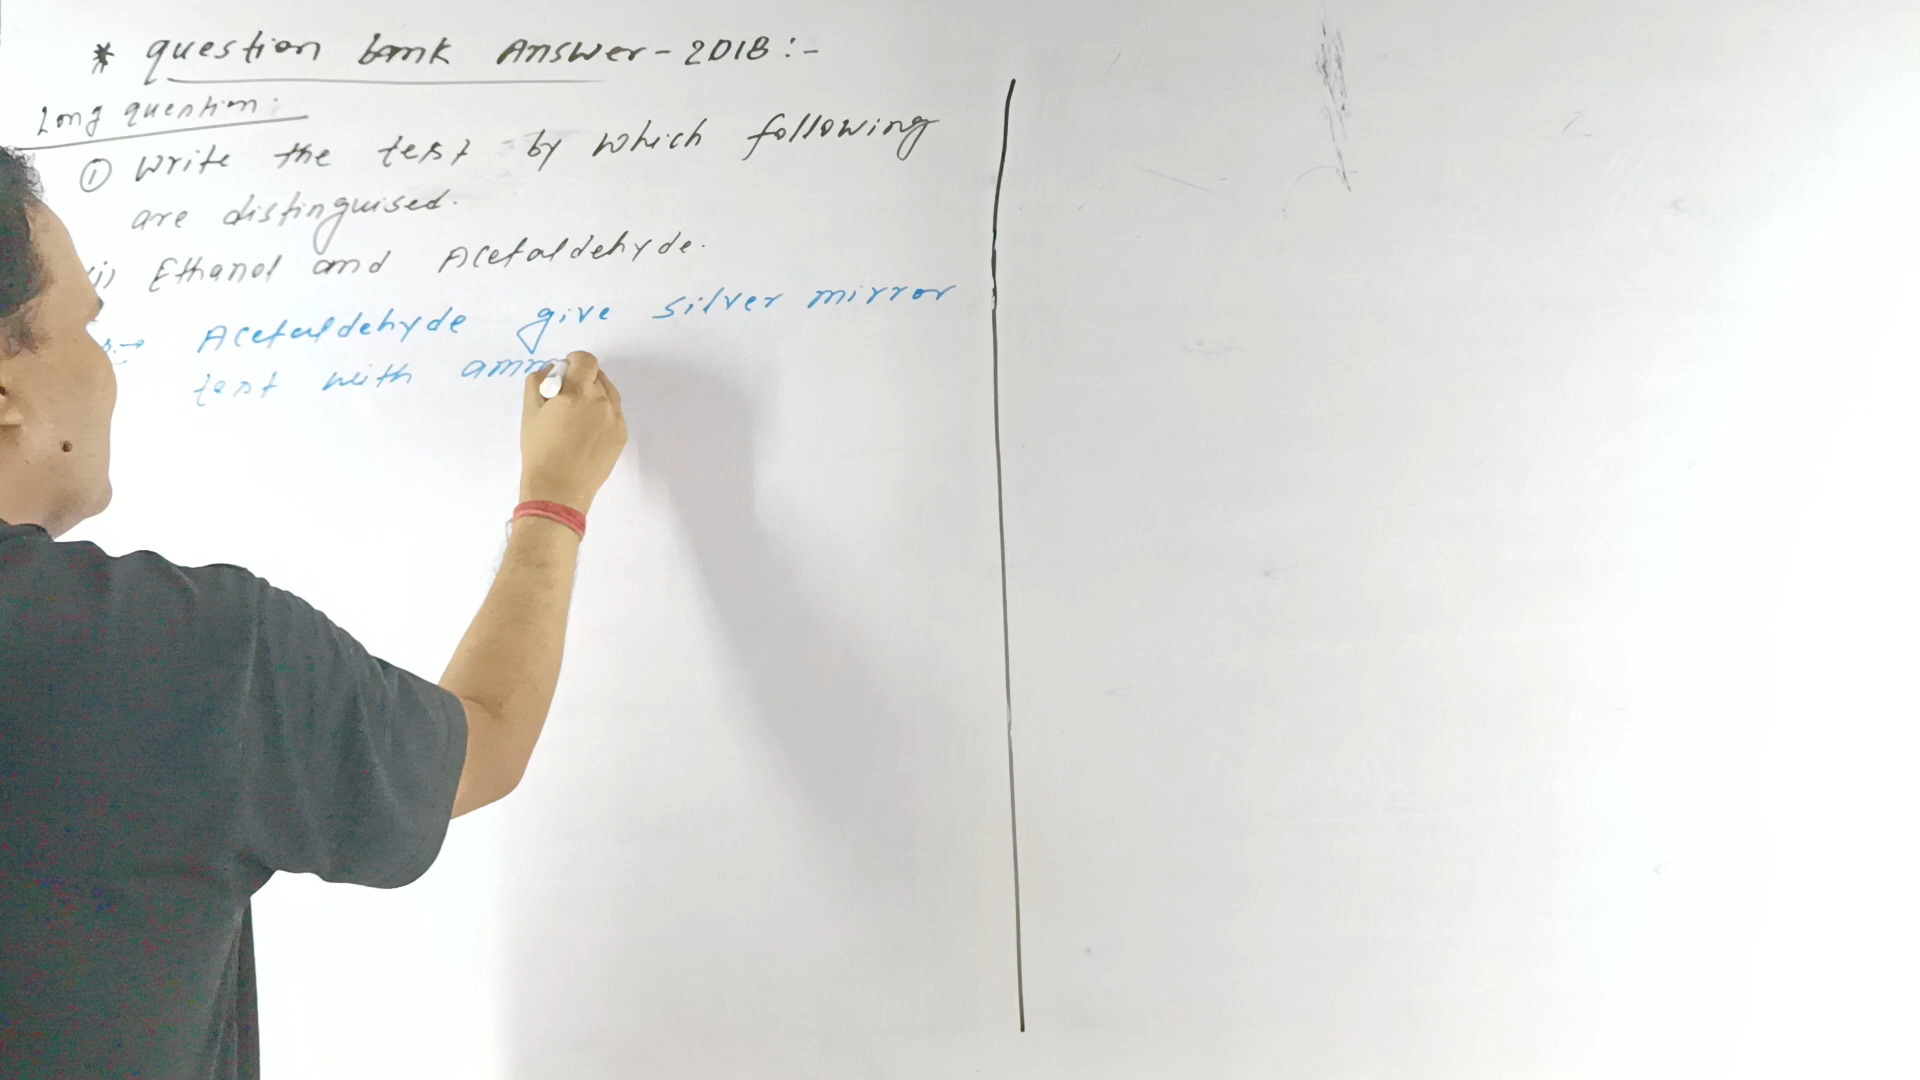 * question bank Answer - 2018 :-
Long question :
① Write the test by which following
are distinguised.
(i) Ethanol and Acetaldehyde.
Acetaldehyde give silver mirror
test with amm